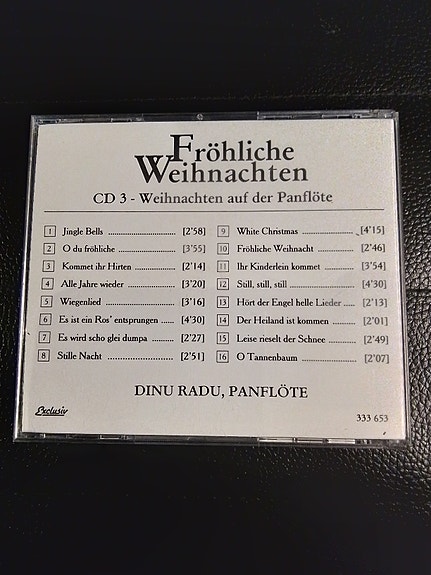 Fröhliche
Weihnachten
CD 3 - Weihnachten auf der Panflöte
1 Jingle Bells ................ [2'58]
2 O du fröhliche ................ [3'55]
3 Kommet ihr Hirten ................ [2'14]
4 Alle Jahre wieder ................ [3'20]
5 Wiegenlied ................ [3'16]
6 Es ist ein Ros' entsprungen ..... [4'30]
7 Es wird scho glei dumpa ........ [2'27]
8 Stille Nacht ...................... [2'51]
9 White Christmas ................ [4'15]
10 Fröhliche Weihnacht ............ [2'46]
11 Ihr Kinderlein kommet .......... [3'54]
12 Still, still, still ................ [4'30]
13 Hört der Engel helle Lieder .... [2'13]
14 Der Heiland ist kommen ........ [2'01]
15 Leise rieselt der Schnee ......... [2'49]
16 O Tannenbaum ................ [2'07]
DINU RADU, PANFLÖTE
Exclusiv
333 653